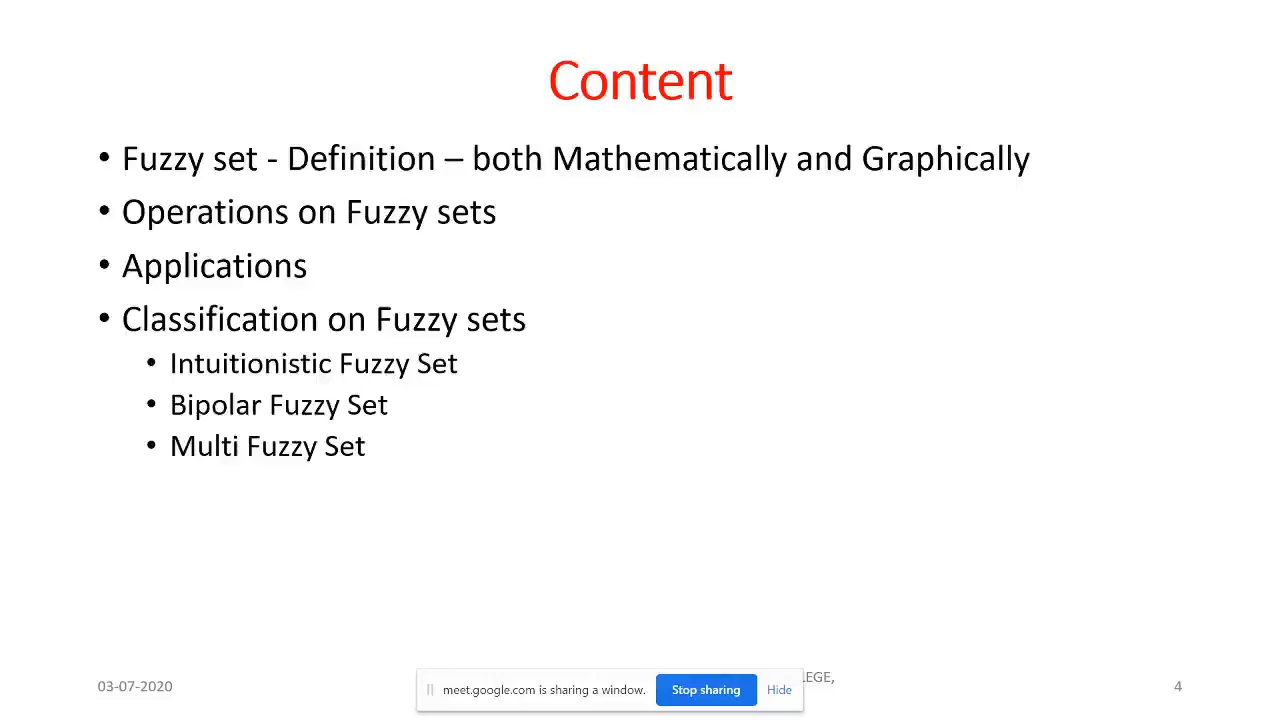 Content
• Fuzzy set - Definition – both Mathematically and Graphically
• Operations on Fuzzy sets
• Applications
• Classification on Fuzzy sets
• Intuitionistic Fuzzy Set
• Bipolar Fuzzy Set
• Multi Fuzzy Set
03-07-2020
meet.google.com is sharing a window. Stop sharing Hide
4